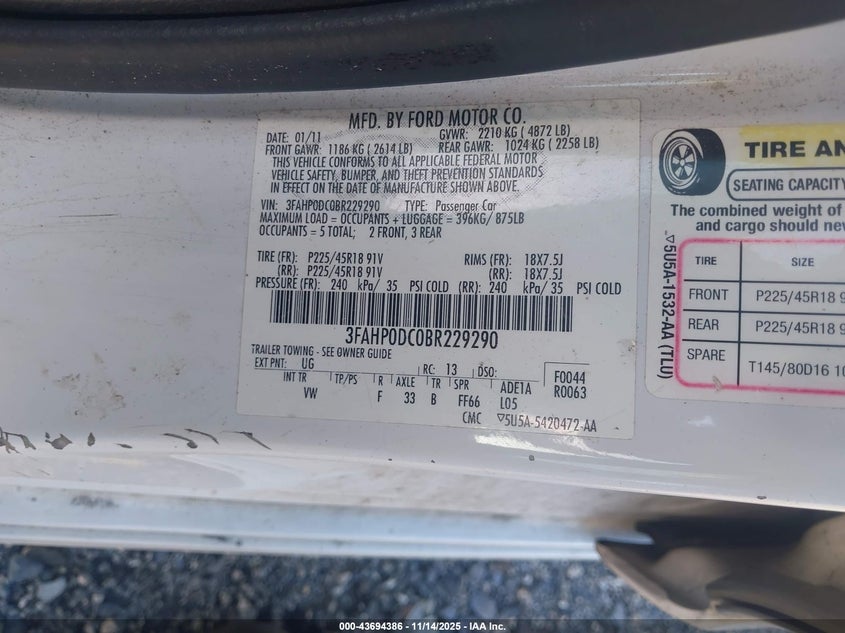 MFD. BY FORD MOTOR CO.
DATE: 01/11 GVWR: 2210 KG ( 4872 LB)
FRONT GAWR: 1186 KG ( 2614 LB) REAR GAWR: 1024 KG ( 2258 LB)
THIS VEHICLE CONFORMS TO ALL APPLICABLE FEDERAL MOTOR
VEHICLE SAFETY, BUMPER, AND THEFT PREVENTION STANDARDS
IN EFFECT ON THE DATE OF MANUFACTURE SHOWN ABOVE.
VIN: 3FAHP0DC0BR229290 TYPE: Passenger Car
MAXIMUM LOAD = OCCUPANTS + LUGGAGE = 396KG/ 875LB
OCCUPANTS = 5 TOTAL: 2 FRONT, 3 REAR
TIRE (FR): P225/45R18 91V RIMS (FR): 18X7.5J
(RR): P225/45R18 91V (RR): 18X7.5J
PRESSURE (FR): 240 kPa/ 35 PSI COLD (RR): 240 kPa/ 35 PSI COLD
3FAHP0DC0BR229290
TRAILER TOWING - SEE OWNER GUIDE
EXT PNT: UG RC: 13 DSO: F0044
R0063
INT TR TP/PS R AXLE TR SPR ADE1A
VW F 33 B FF66 L05
CMC ▽5U5A-5420472-AA
TIRE AN
SEATING CAPACITY
The combined weight of
and cargo should neve
TIRE SIZE
FRONT P225/45R18 9
REAR P225/45R18 9
SPARE T145/80D16 10
▽5U5A-1532-AA (TLU)
000-43694386 - 11/14/2025 - IAA Inc.